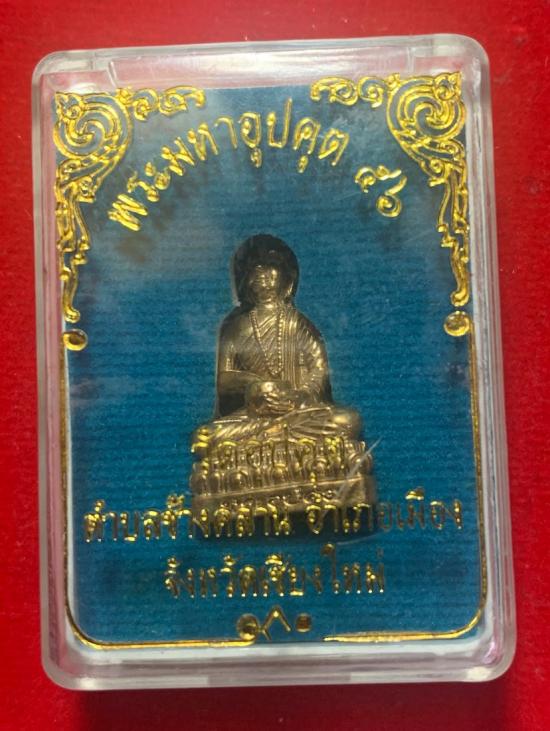 พระมหาอุปคุต ๕๖
ตำบลช้างคลาน อำเภอเมือง
จังหวัดเชียงใหม่